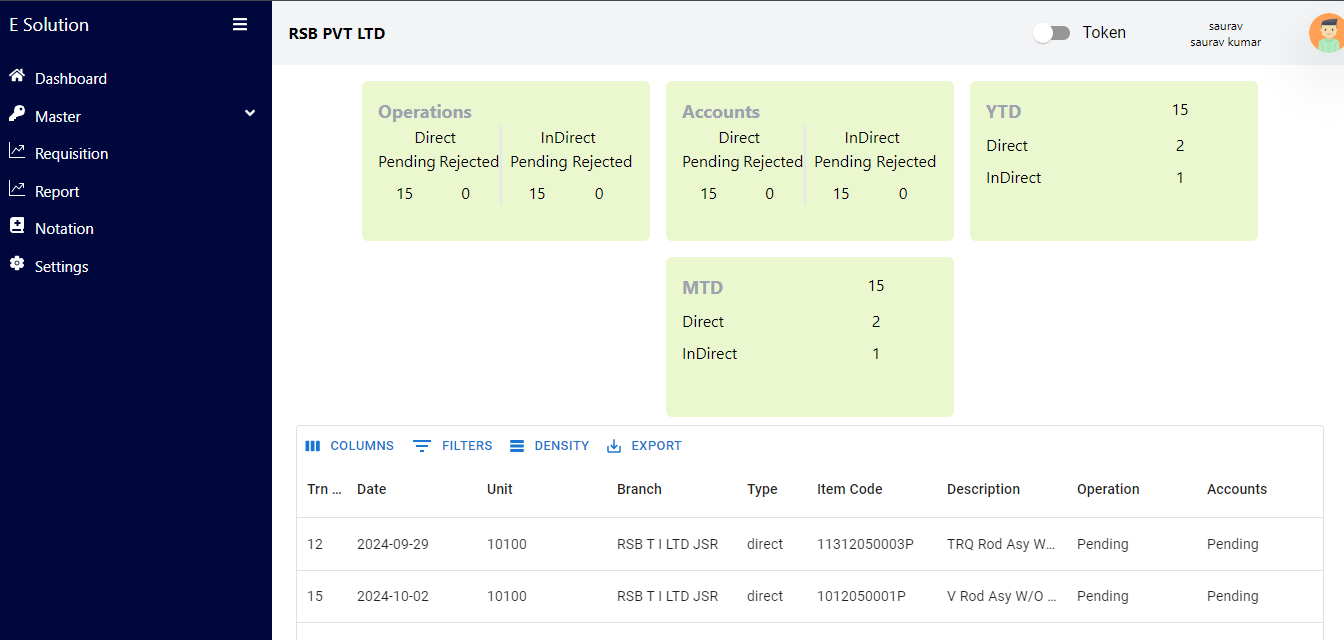 E Solution
Dashboard
Master
Requisition
Report
Notation
Settings
RSB PVT LTD
Token
saurav
saurav kumar
Operations
Direct InDirect
Pending Rejected Pending Rejected
15 0 15 0
Accounts
Direct InDirect
Pending Rejected Pending Rejected
15 0 15 0
YTD 15
Direct 2
InDirect 1
MTD 15
Direct 2
InDirect 1
COLUMNS FILTERS DENSITY EXPORT
Trn ... Date Unit Branch Type Item Code Description Operation Accounts
12 2024-09-29 10100 RSB T I LTD JSR direct 11312050003P TRQ Rod Asy W... Pending Pending
15 2024-10-02 10100 RSB T I LTD JSR direct 1012050001P V Rod Asy W/O ... Pending Pending